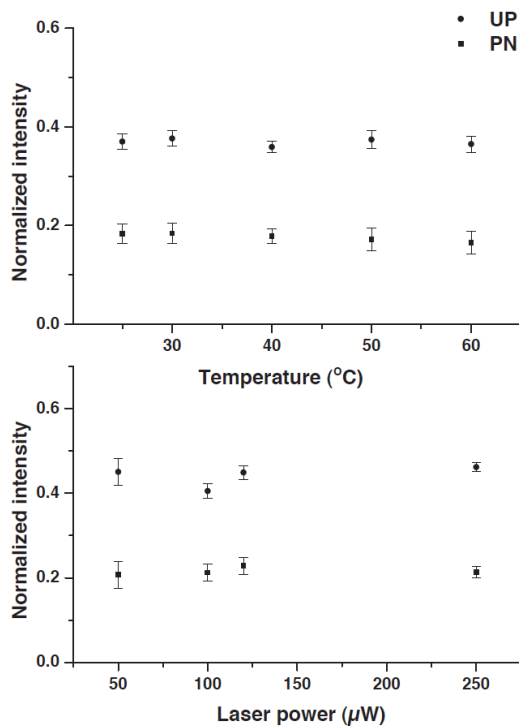 UP
PN
Normalized intensity
0.6
0.4
0.2
0.0
30 40 50 60
Temperature (°C)
Normalized intensity
0.6
0.4
0.2
0.0
50 100 150 200 250
Laser power (µW)